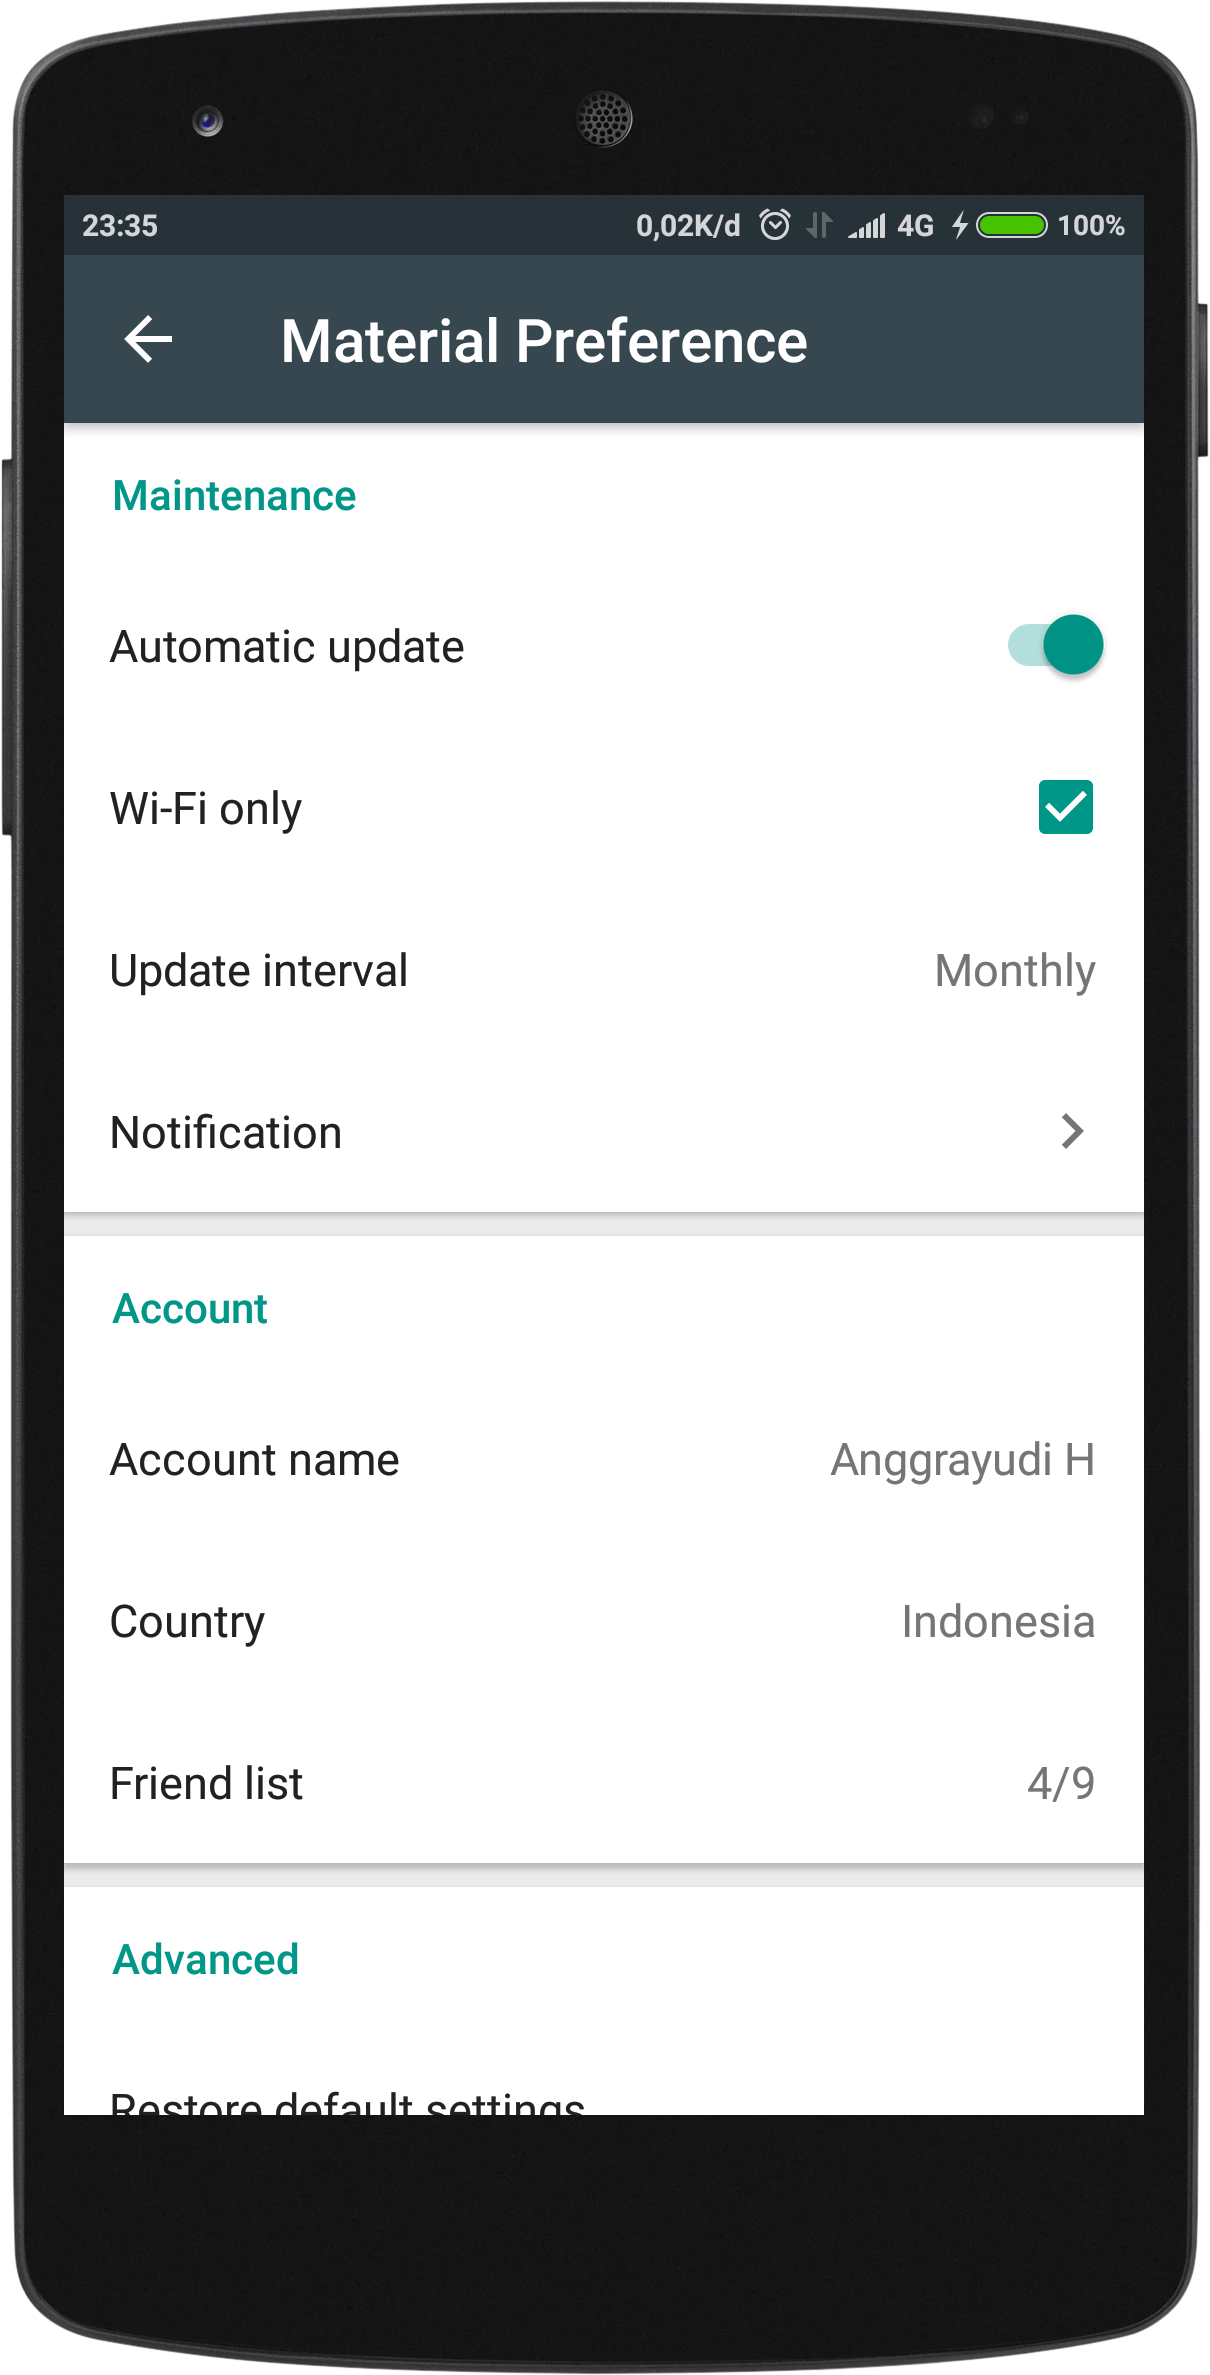 23:35 0,02K/d 4G 100%
Material Preference
Maintenance
Automatic update
Wi-Fi only
Update interval Monthly
Notification
Account
Account name Anggrayudi H
Country Indonesia
Friend list 4/9
Advanced
Restore default settings